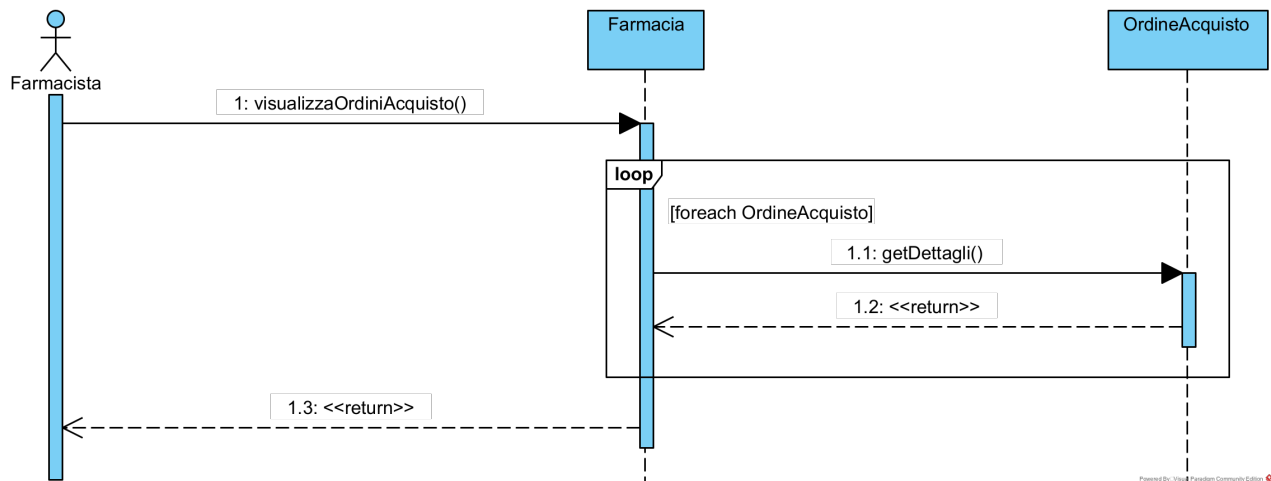 Farmacia
OrdineAcquisto
Farmacista
1: visualizzaOrdiniAcquisto()
loop
[foreach OrdineAcquisto]
1.1: getDettagli()
1.2: <<return>>
1.3: <<return>>
Powered By: Visual Paradigm Community Edition